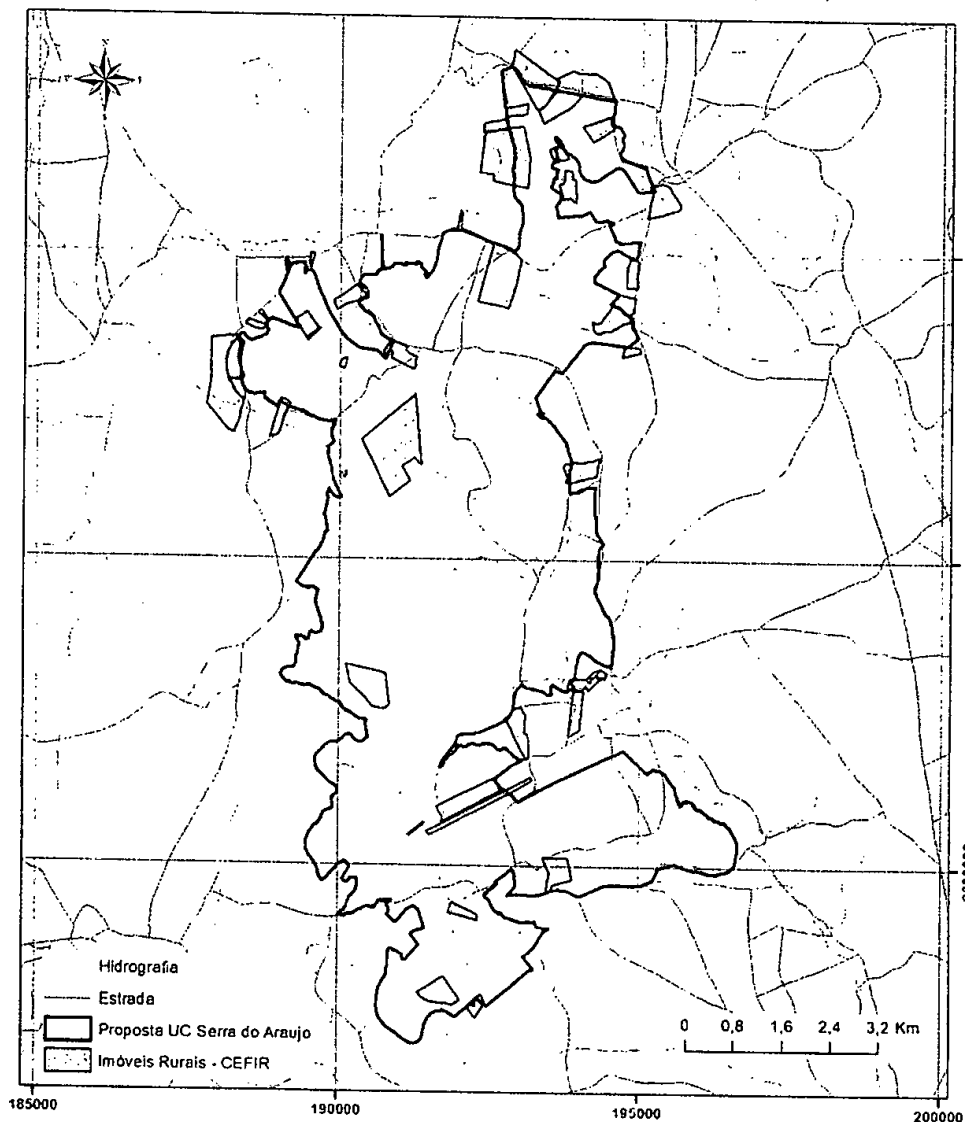 Hidrografia
Estrada
Proposta UC Serra do Araujo
Imóveis Rurais - CEFIR
0 0,8 1,6 2,4 3,2 Km
185000 190000 195000 200000